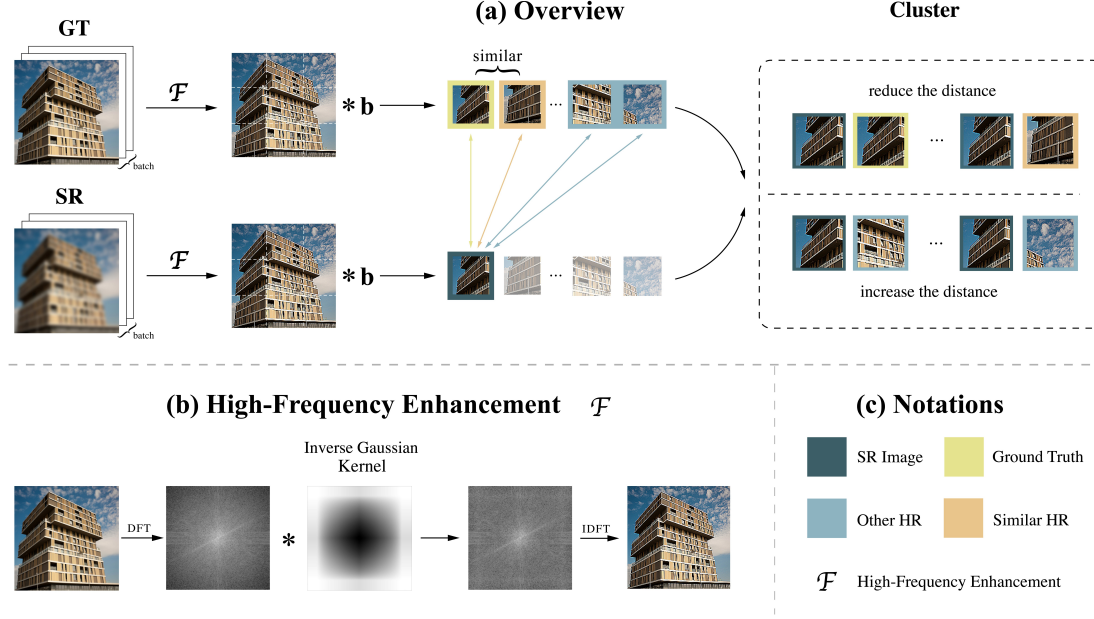 (a) Overview
Cluster
GT
ℱ
* b
batch
similar
...
reduce the distance
...
SR
ℱ
* b
batch
...
...
increase the distance
(b) High-Frequency Enhancement ℱ
Inverse Gaussian
Kernel
DFT
*
IDFT
(c) Notations
SR Image
Ground Truth
Other HR
Similar HR
ℱ High-Frequency Enhancement